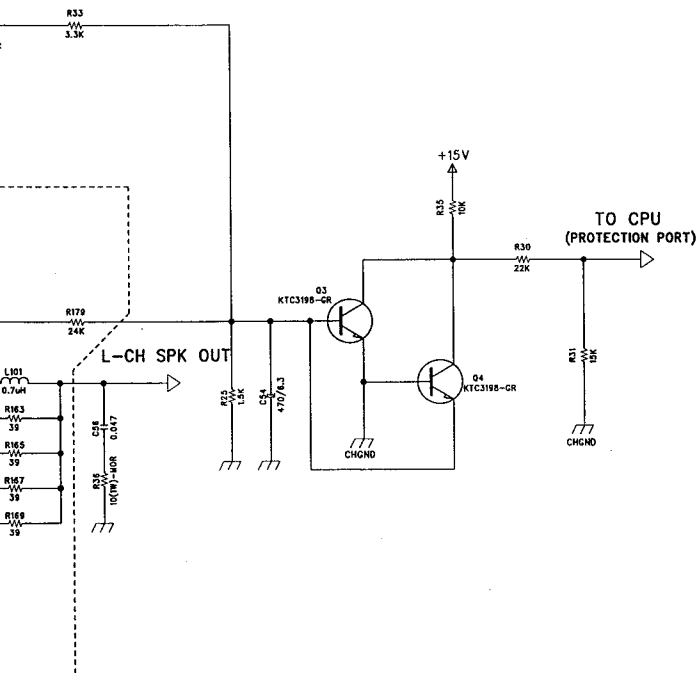 R33
3.3K
+15V
R35
10K
TO CPU
(PROTECTION PORT)
R30
22K
Q3
KTC3198-GR
R179
24K
L-CH SPK OUT
L101
0.7uH
R25
1.5K
C54
470/6.3
Q4
KTC3198-GR
R31
15K
R163
39
C56
0.047
CHGND
CHGND
R165
39
R167
39
R36
10(1W)-MOR
R169
39